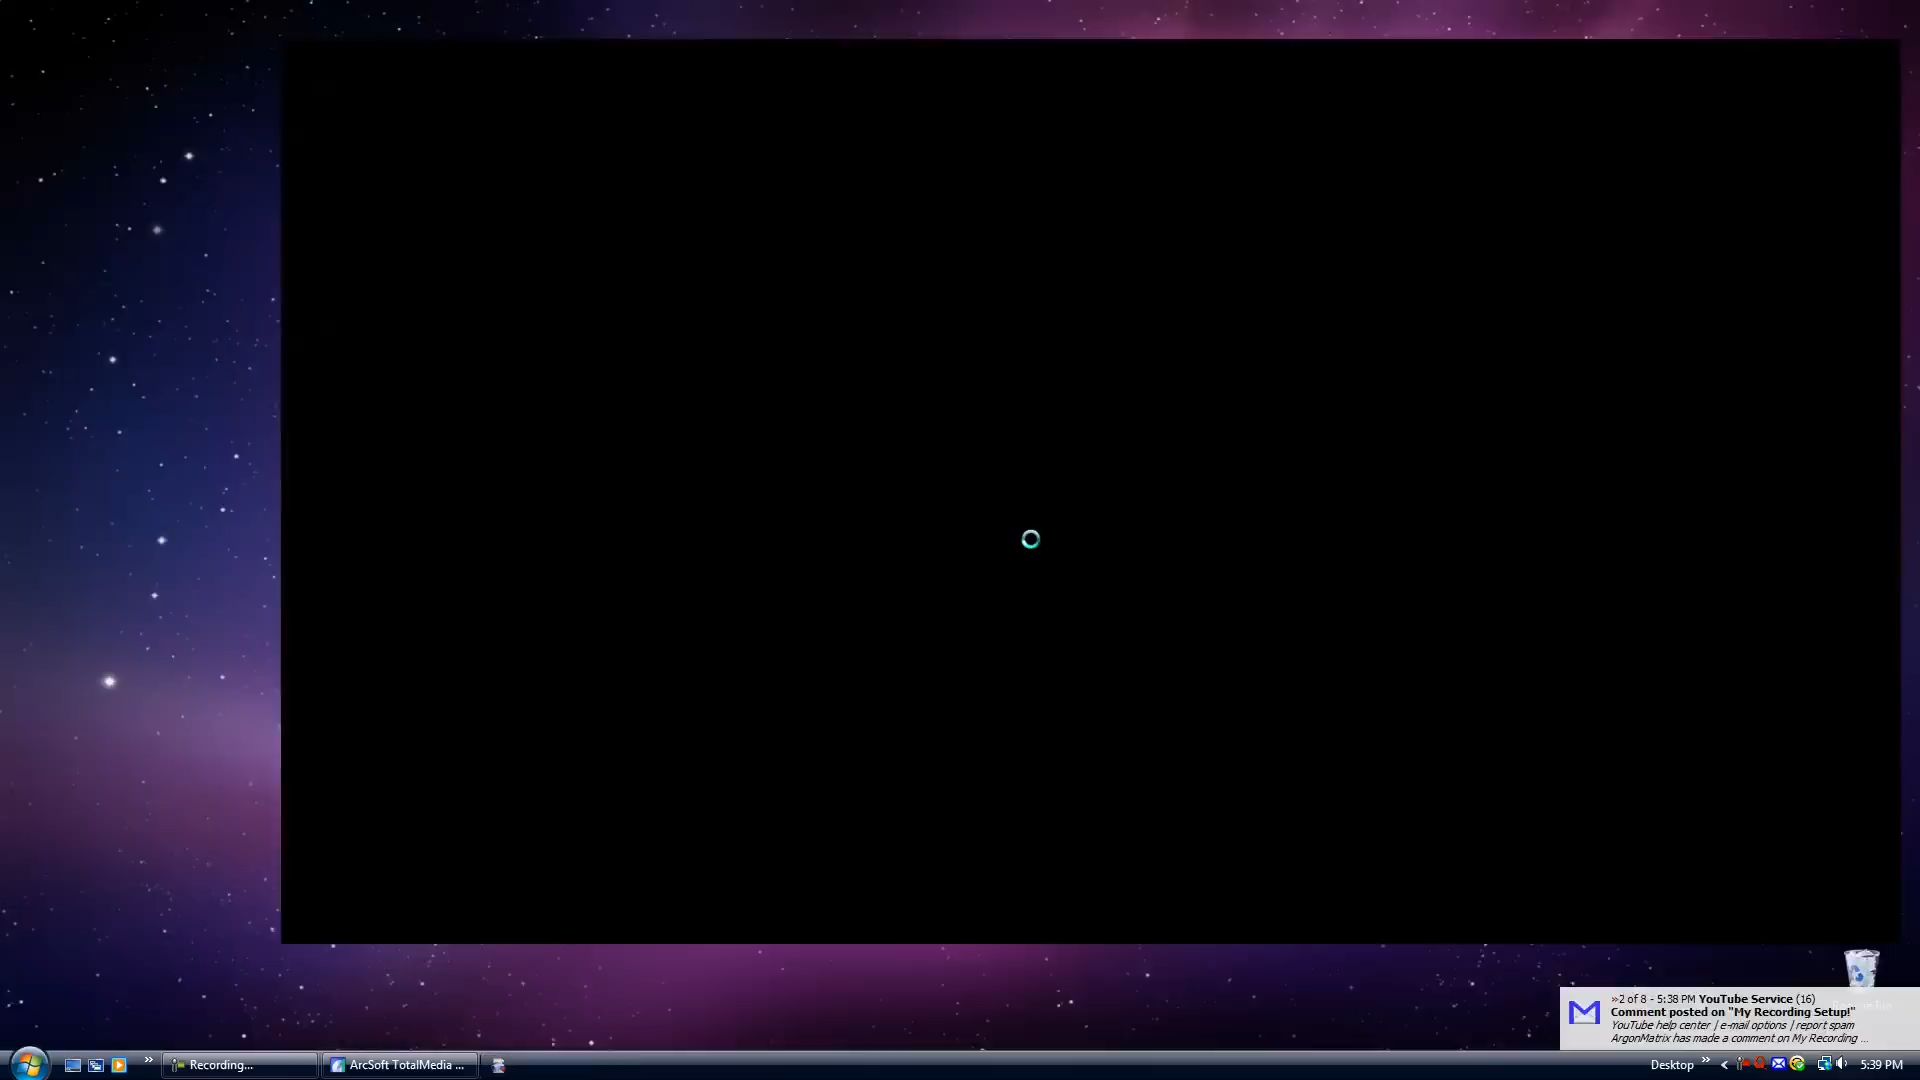 »2 of 8 - 5:38 PM YouTube Service (16)
Comment posted on "My Recording Setup!"
YouTube help center | e-mail options | report spam
ArgonMatrix has made a comment on My Recording ...
» Recording... ArcSoft TotalMedia ... Desktop » < 5:39 PM